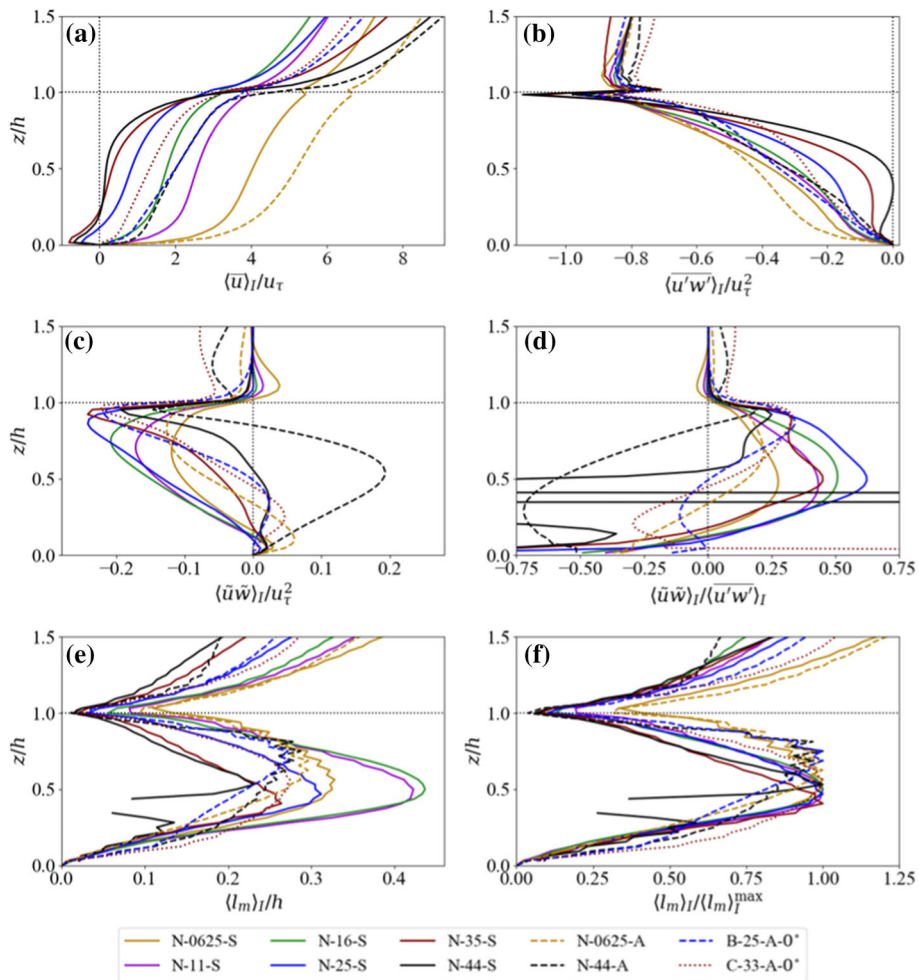 (a)
(b)
1.5
1.0
0.5
0.0
z/h
0 2 4 6 8
⟨u̅⟩_I/u_τ
1.5
1.0
0.5
0.0
z/h
−1.0 −0.8 −0.6 −0.4 −0.2 0.0
⟨u′w′⟩_I/u_τ²
(c)
(d)
1.5
1.0
0.5
0.0
z/h
−0.2 −0.1 0.0 0.1 0.2
⟨ũw̃⟩_I/u_τ²
1.5
1.0
0.5
0.0
z/h
−0.75 −0.50 −0.25 0.00 0.25 0.50 0.75
⟨ũw̃⟩_I/⟨u′w′⟩_I
(e)
(f)
1.5
1.0
0.5
0.0
z/h
0.0 0.1 0.2 0.3 0.4
⟨l_m⟩_I/h
1.5
1.0
0.5
0.0
z/h
0.00 0.25 0.50 0.75 1.00 1.25
⟨l_m⟩_I/⟨l_m⟩_I^max
N-0625-S N-16-S N-35-S N-0625-A B-25-A-0°
N-11-S N-25-S N-44-S N-44-A C-33-A-0°